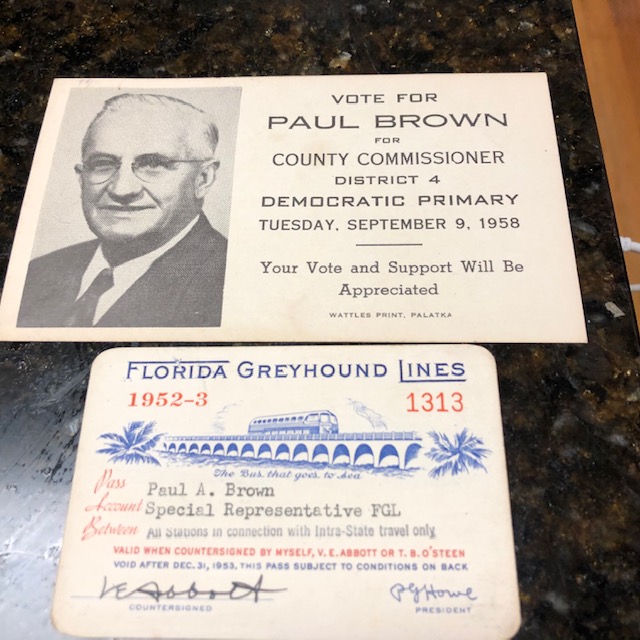 VOTE FOR
PAUL BROWN
FOR
COUNTY COMMISSIONER
DISTRICT 4
DEMOCRATIC PRIMARY
TUESDAY, SEPTEMBER 9, 1958
Your Vote and Support Will Be
Appreciated
WATTLES PRINT, PALATKA
FLORIDA GREYHOUND LINES
1952-3 1313
The Bus that goes to Sea
Pass Paul A. Brown
Account Special Representative FGL
Between All Stations in connection with Intra-State travel only
VALID WHEN COUNTERSIGNED BY MYSELF, V. E. ABBOTT OR T. B. O'STEEN
VOID AFTER DEC. 31, 1953. THIS PASS SUBJECT TO CONDITIONS ON BACK
VE Abbott PG Howe
COUNTERSIGNED PRESIDENT